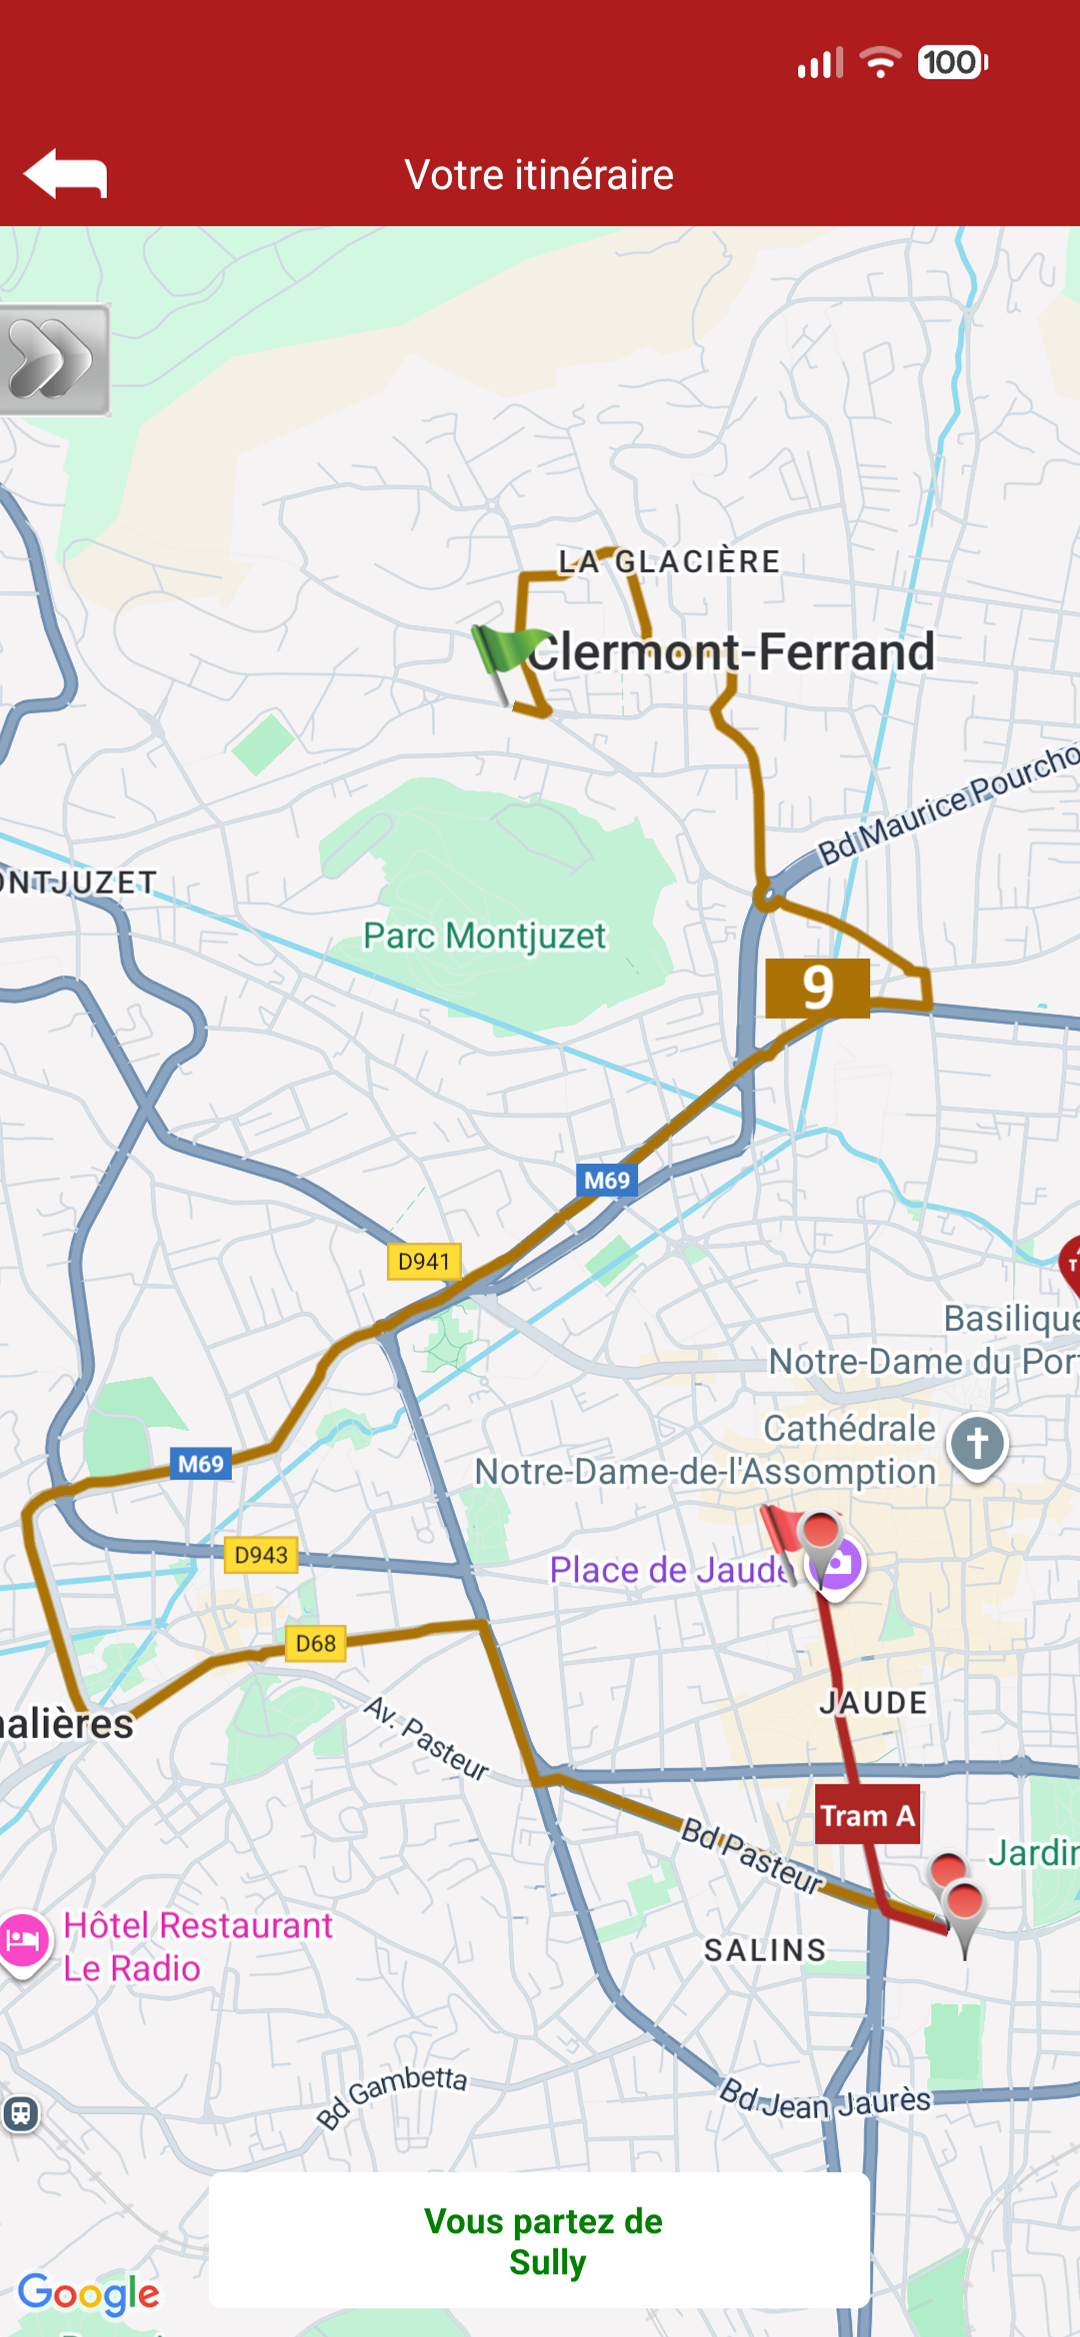 100
Votre itinéraire
LA GLACIÈRE
Clermont-Ferrand
Bd Maurice Pourcho
ONTJUZET
Parc Montjuzet
9
M69
D941
Basilique
Notre-Dame du Port
Cathédrale
Notre-Dame-de-l'Assomption
M69
D943
Place de Jaude
D68
JAUDE
alières
Av. Pasteur
Tram A
Bd Pasteur
Jardin
Hôtel Restaurant
Le Radio
SALINS
Bd Gambetta
Bd Jean Jaurès
Vous partez de
Sully
Google